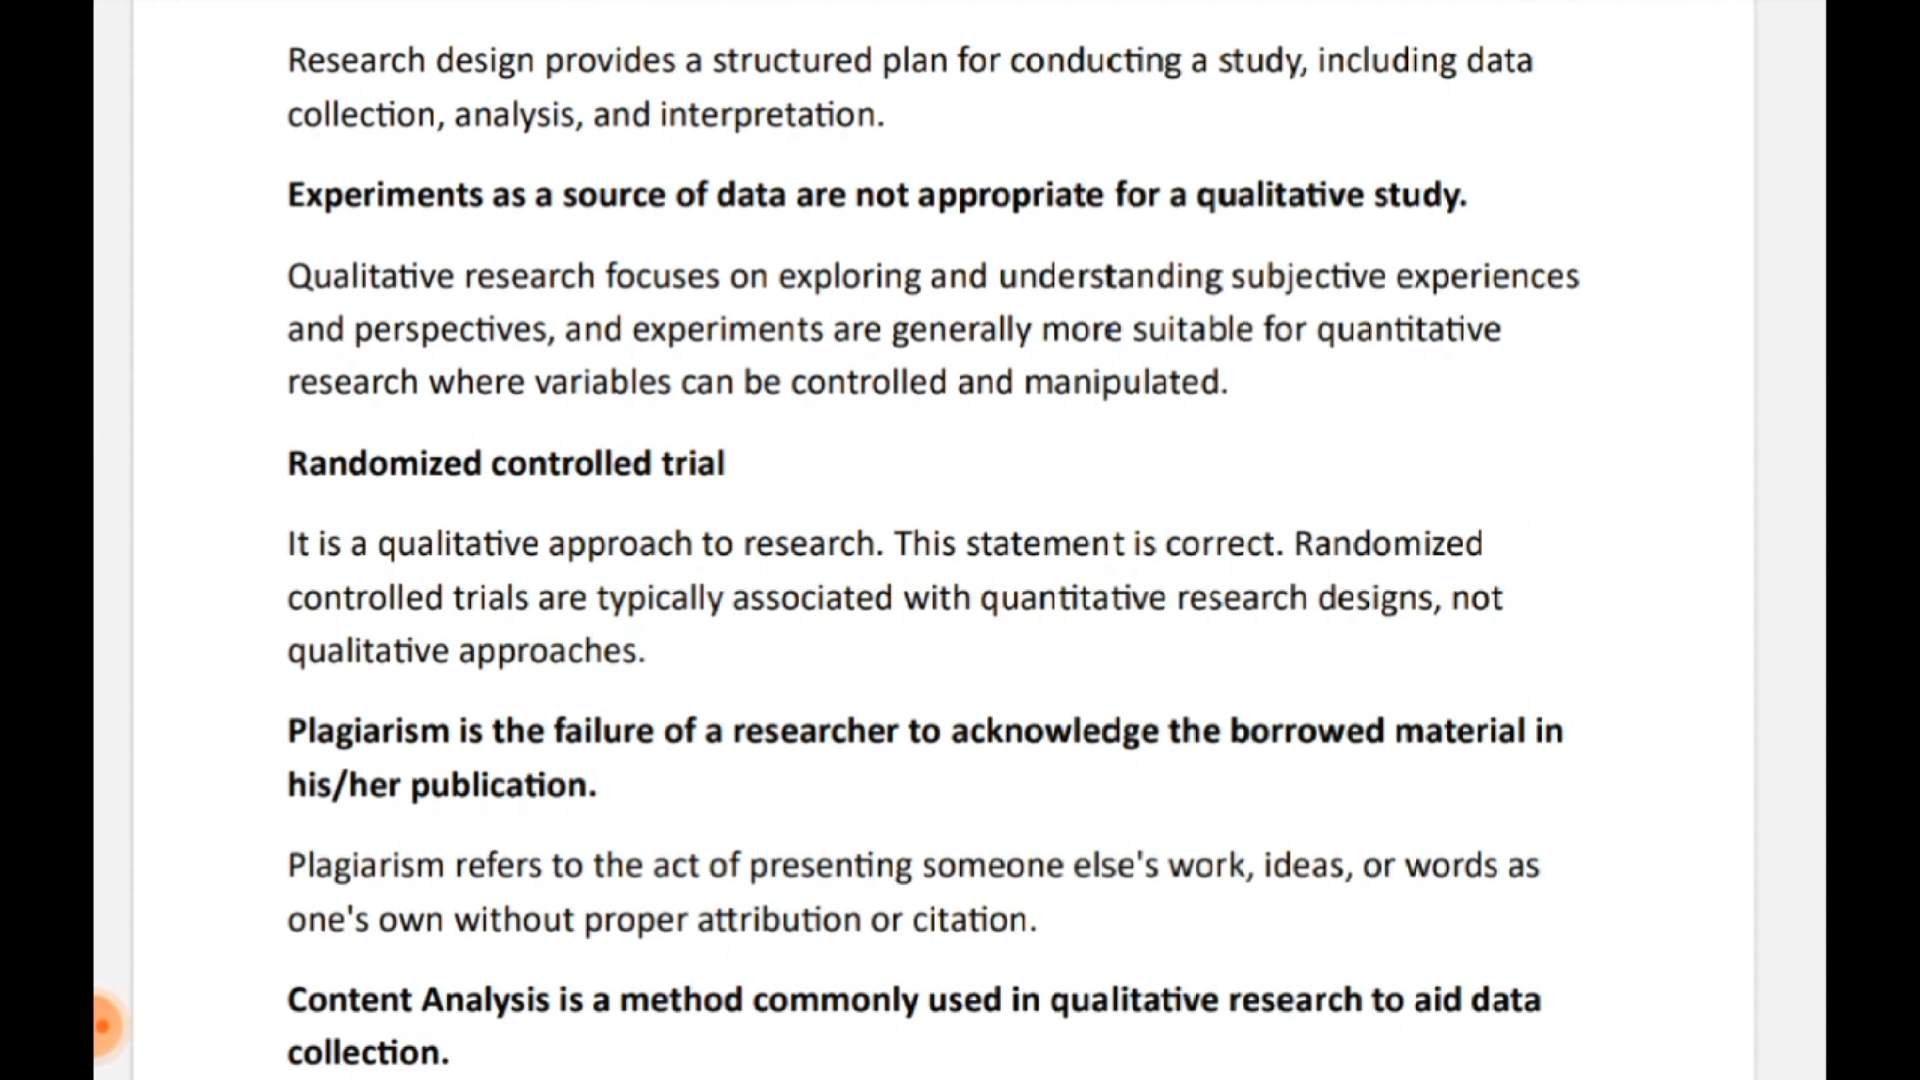 Research design provides a structured plan for conducting a study, including data
collection, analysis, and interpretation.
Experiments as a source of data are not appropriate for a qualitative study.
Qualitative research focuses on exploring and understanding subjective experiences
and perspectives, and experiments are generally more suitable for quantitative
research where variables can be controlled and manipulated.
Randomized controlled trial
It is a qualitative approach to research. This statement is correct. Randomized
controlled trials are typically associated with quantitative research designs, not
qualitative approaches.
Plagiarism is the failure of a researcher to acknowledge the borrowed material in
his/her publication.
Plagiarism refers to the act of presenting someone else's work, ideas, or words as
one's own without proper attribution or citation.
Content Analysis is a method commonly used in qualitative research to aid data
collection.